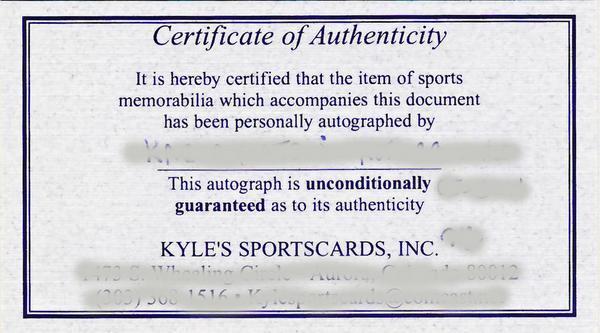 Certificate of Authenticity
It is hereby certified that the item of sports
memorabilia which accompanies this document
has been personally autographed by
This autograph is unconditionally
guaranteed as to its authenticity
KYLE'S SPORTSCARDS, INC.